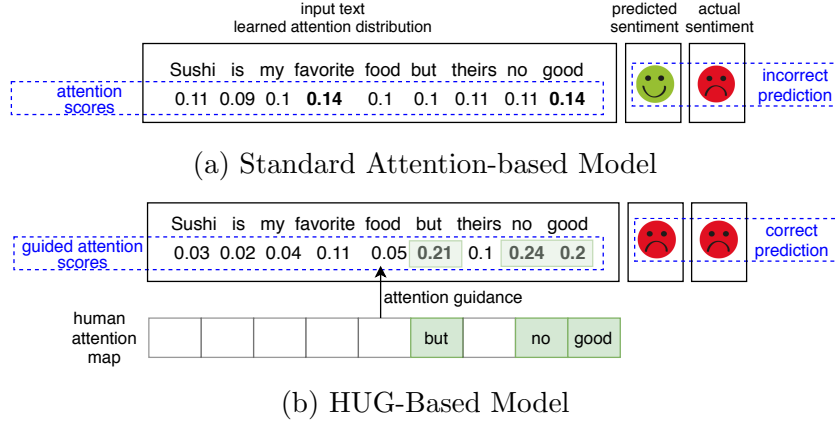 input text
learned attention distribution
predicted sentiment
actual sentiment
Sushi is my favorite food but theirs no good
attention scores
0.11 0.09 0.1 0.14 0.1 0.1 0.11 0.11 0.14
incorrect prediction
(a) Standard Attention-based Model
Sushi is my favorite food but theirs no good
guided attention scores
0.03 0.02 0.04 0.11 0.05 0.21 0.1 0.24 0.2
correct prediction
attention guidance
human attention map
but no good
(b) HUG-Based Model